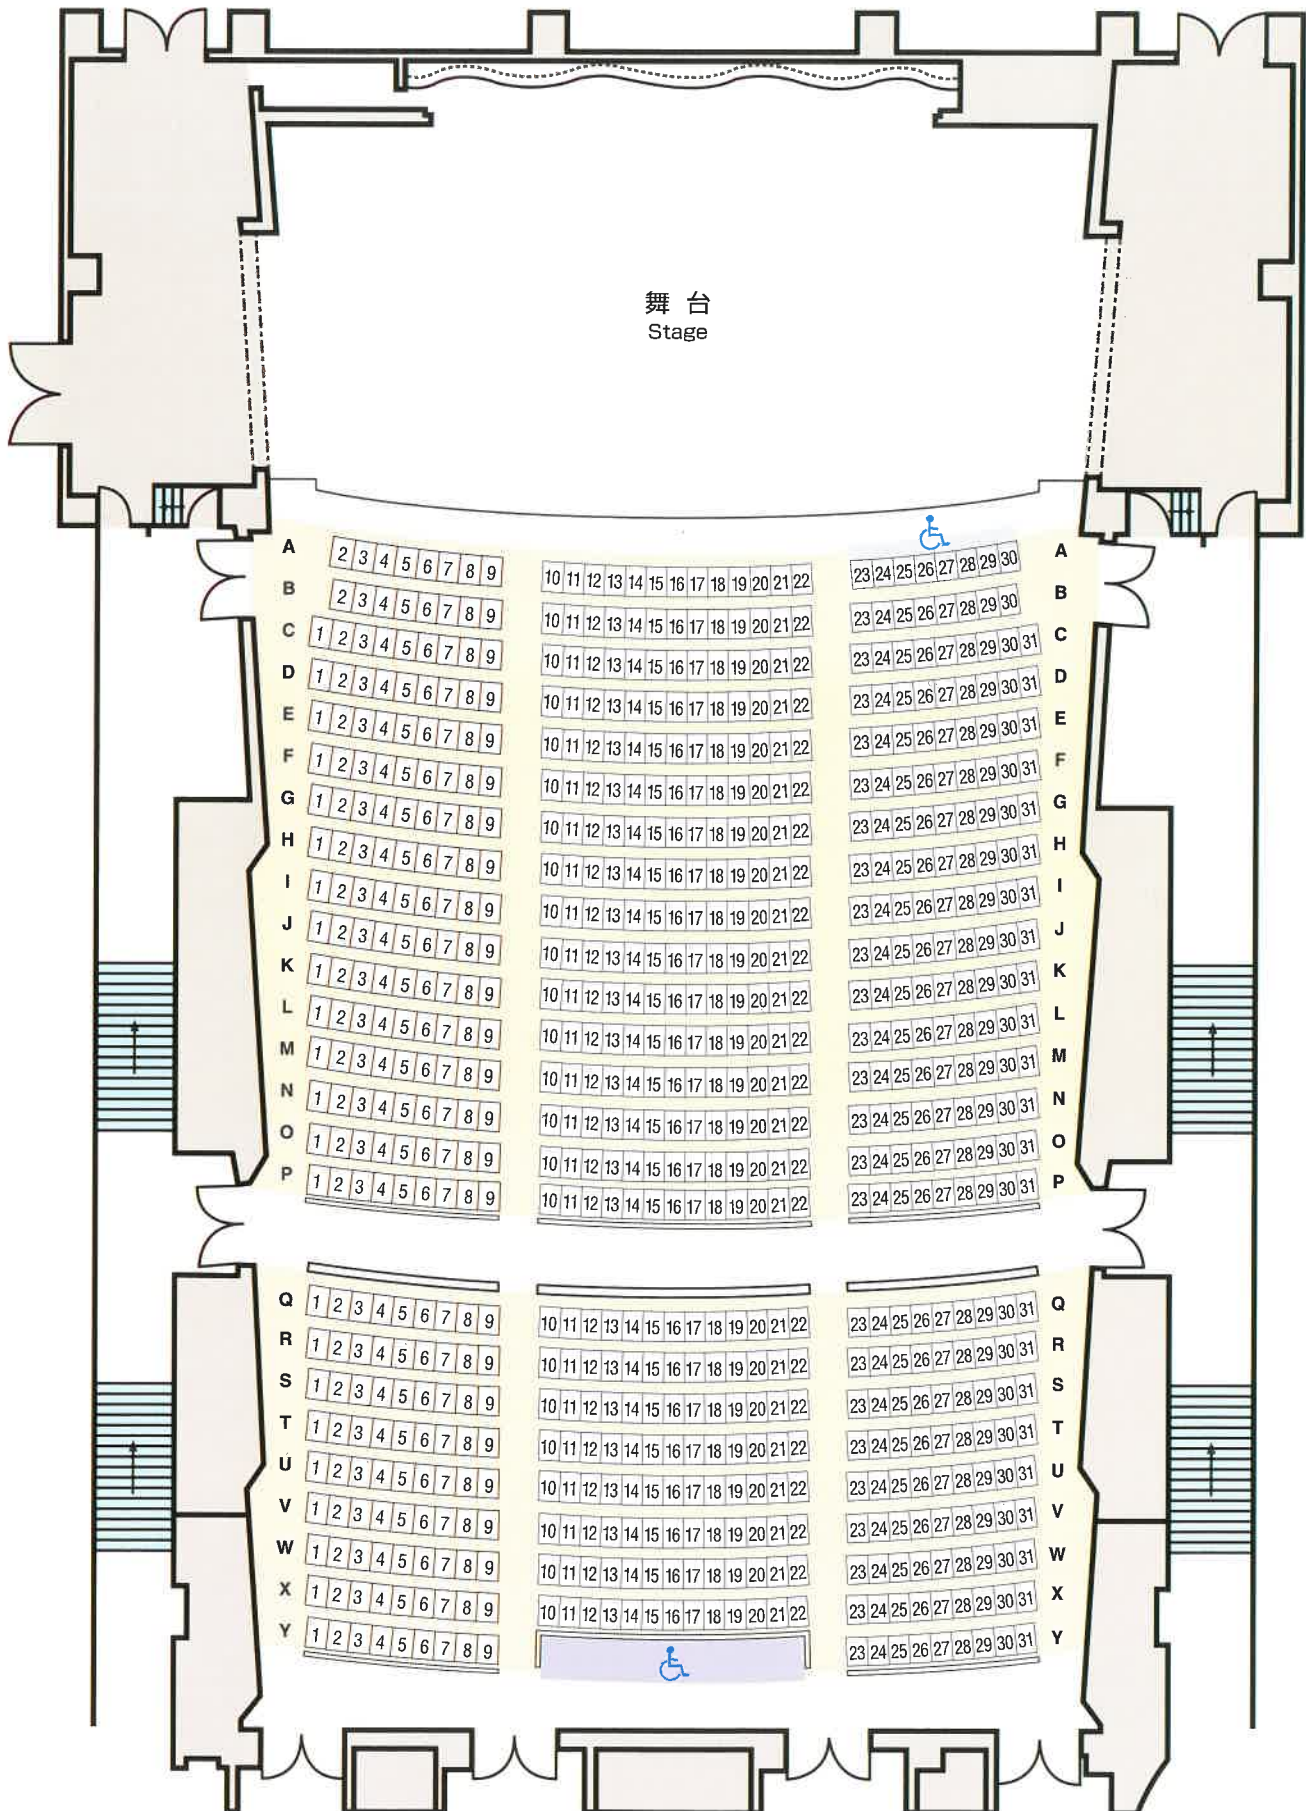 舞台
Stage
A 2 3 4 5 6 7 8 9 10 11 12 13 14 15 16 17 18 19 20 21 22 23 24 25 26 27 28 29 30 A
B 2 3 4 5 6 7 8 9 10 11 12 13 14 15 16 17 18 19 20 21 22 23 24 25 26 27 28 29 30 B
C 1 2 3 4 5 6 7 8 9 10 11 12 13 14 15 16 17 18 19 20 21 22 23 24 25 26 27 28 29 30 31 C
D 1 2 3 4 5 6 7 8 9 10 11 12 13 14 15 16 17 18 19 20 21 22 23 24 25 26 27 28 29 30 31 D
E 1 2 3 4 5 6 7 8 9 10 11 12 13 14 15 16 17 18 19 20 21 22 23 24 25 26 27 28 29 30 31 E
F 1 2 3 4 5 6 7 8 9 10 11 12 13 14 15 16 17 18 19 20 21 22 23 24 25 26 27 28 29 30 31 F
G 1 2 3 4 5 6 7 8 9 10 11 12 13 14 15 16 17 18 19 20 21 22 23 24 25 26 27 28 29 30 31 G
H 1 2 3 4 5 6 7 8 9 10 11 12 13 14 15 16 17 18 19 20 21 22 23 24 25 26 27 28 29 30 31 H
I 1 2 3 4 5 6 7 8 9 10 11 12 13 14 15 16 17 18 19 20 21 22 23 24 25 26 27 28 29 30 31 I
J 1 2 3 4 5 6 7 8 9 10 11 12 13 14 15 16 17 18 19 20 21 22 23 24 25 26 27 28 29 30 31 J
K 1 2 3 4 5 6 7 8 9 10 11 12 13 14 15 16 17 18 19 20 21 22 23 24 25 26 27 28 29 30 31 K
L 1 2 3 4 5 6 7 8 9 10 11 12 13 14 15 16 17 18 19 20 21 22 23 24 25 26 27 28 29 30 31 L
M 1 2 3 4 5 6 7 8 9 10 11 12 13 14 15 16 17 18 19 20 21 22 23 24 25 26 27 28 29 30 31 M
N 1 2 3 4 5 6 7 8 9 10 11 12 13 14 15 16 17 18 19 20 21 22 23 24 25 26 27 28 29 30 31 N
O 1 2 3 4 5 6 7 8 9 10 11 12 13 14 15 16 17 18 19 20 21 22 23 24 25 26 27 28 29 30 31 O
P 1 2 3 4 5 6 7 8 9 10 11 12 13 14 15 16 17 18 19 20 21 22 23 24 25 26 27 28 29 30 31 P
Q 1 2 3 4 5 6 7 8 9 10 11 12 13 14 15 16 17 18 19 20 21 22 23 24 25 26 27 28 29 30 31 Q
R 1 2 3 4 5 6 7 8 9 10 11 12 13 14 15 16 17 18 19 20 21 22 23 24 25 26 27 28 29 30 31 R
S 1 2 3 4 5 6 7 8 9 10 11 12 13 14 15 16 17 18 19 20 21 22 23 24 25 26 27 28 29 30 31 S
T 1 2 3 4 5 6 7 8 9 10 11 12 13 14 15 16 17 18 19 20 21 22 23 24 25 26 27 28 29 30 31 T
U 1 2 3 4 5 6 7 8 9 10 11 12 13 14 15 16 17 18 19 20 21 22 23 24 25 26 27 28 29 30 31 U
V 1 2 3 4 5 6 7 8 9 10 11 12 13 14 15 16 17 18 19 20 21 22 23 24 25 26 27 28 29 30 31 V
W 1 2 3 4 5 6 7 8 9 10 11 12 13 14 15 16 17 18 19 20 21 22 23 24 25 26 27 28 29 30 31 W
X 1 2 3 4 5 6 7 8 9 10 11 12 13 14 15 16 17 18 19 20 21 22 23 24 25 26 27 28 29 30 31 X
Y 1 2 3 4 5 6 7 8 9 23 24 25 26 27 28 29 30 31 Y